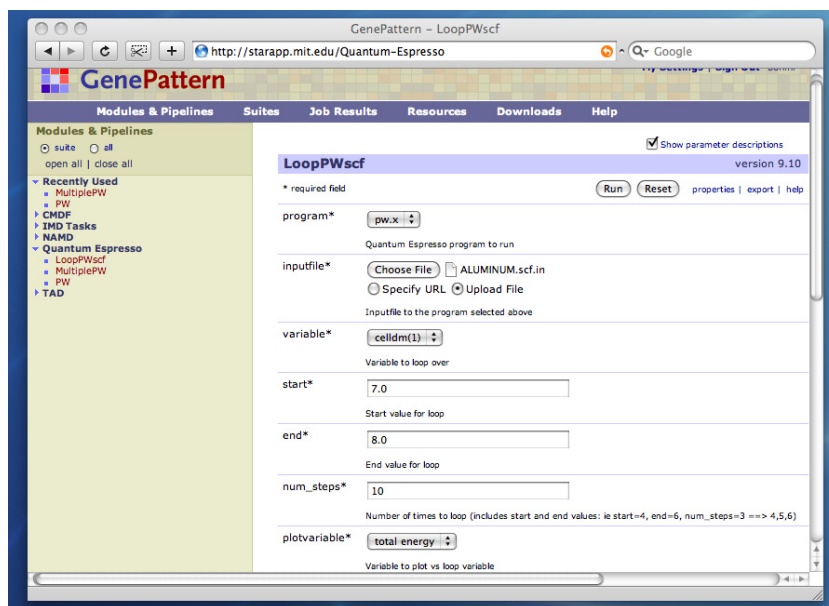 GenePattern – LoopPWscf
http://starapp.mit.edu/Quantum-Espresso
Google
GenePattern
Modules & Pipelines Suites Job Results Resources Downloads Help
Modules & Pipelines
suite all
open all | close all
Recently Used
MultiplePW
PW
CMDF
IMD Tasks
NAMD
Quantum Espresso
LoopPWscf
MultiplePW
PW
TAD
Show parameter descriptions
LoopPWscf version 9.10
* required field Run Reset properties | export | help
program* pw.x
Quantum Espresso program to run
inputfile* Choose File ALUMINUM.scf.in
Specify URL Upload File
Inputfile to the program selected above
variable* celldm(1)
Variable to loop over
start* 7.0
Start value for loop
end* 8.0
End value for loop
num_steps* 10
Number of times to loop (includes start and end values: ie start=4, end=6, num_steps=3 ==> 4,5,6)
plotvariable* total energy
Variable to plot vs loop variable